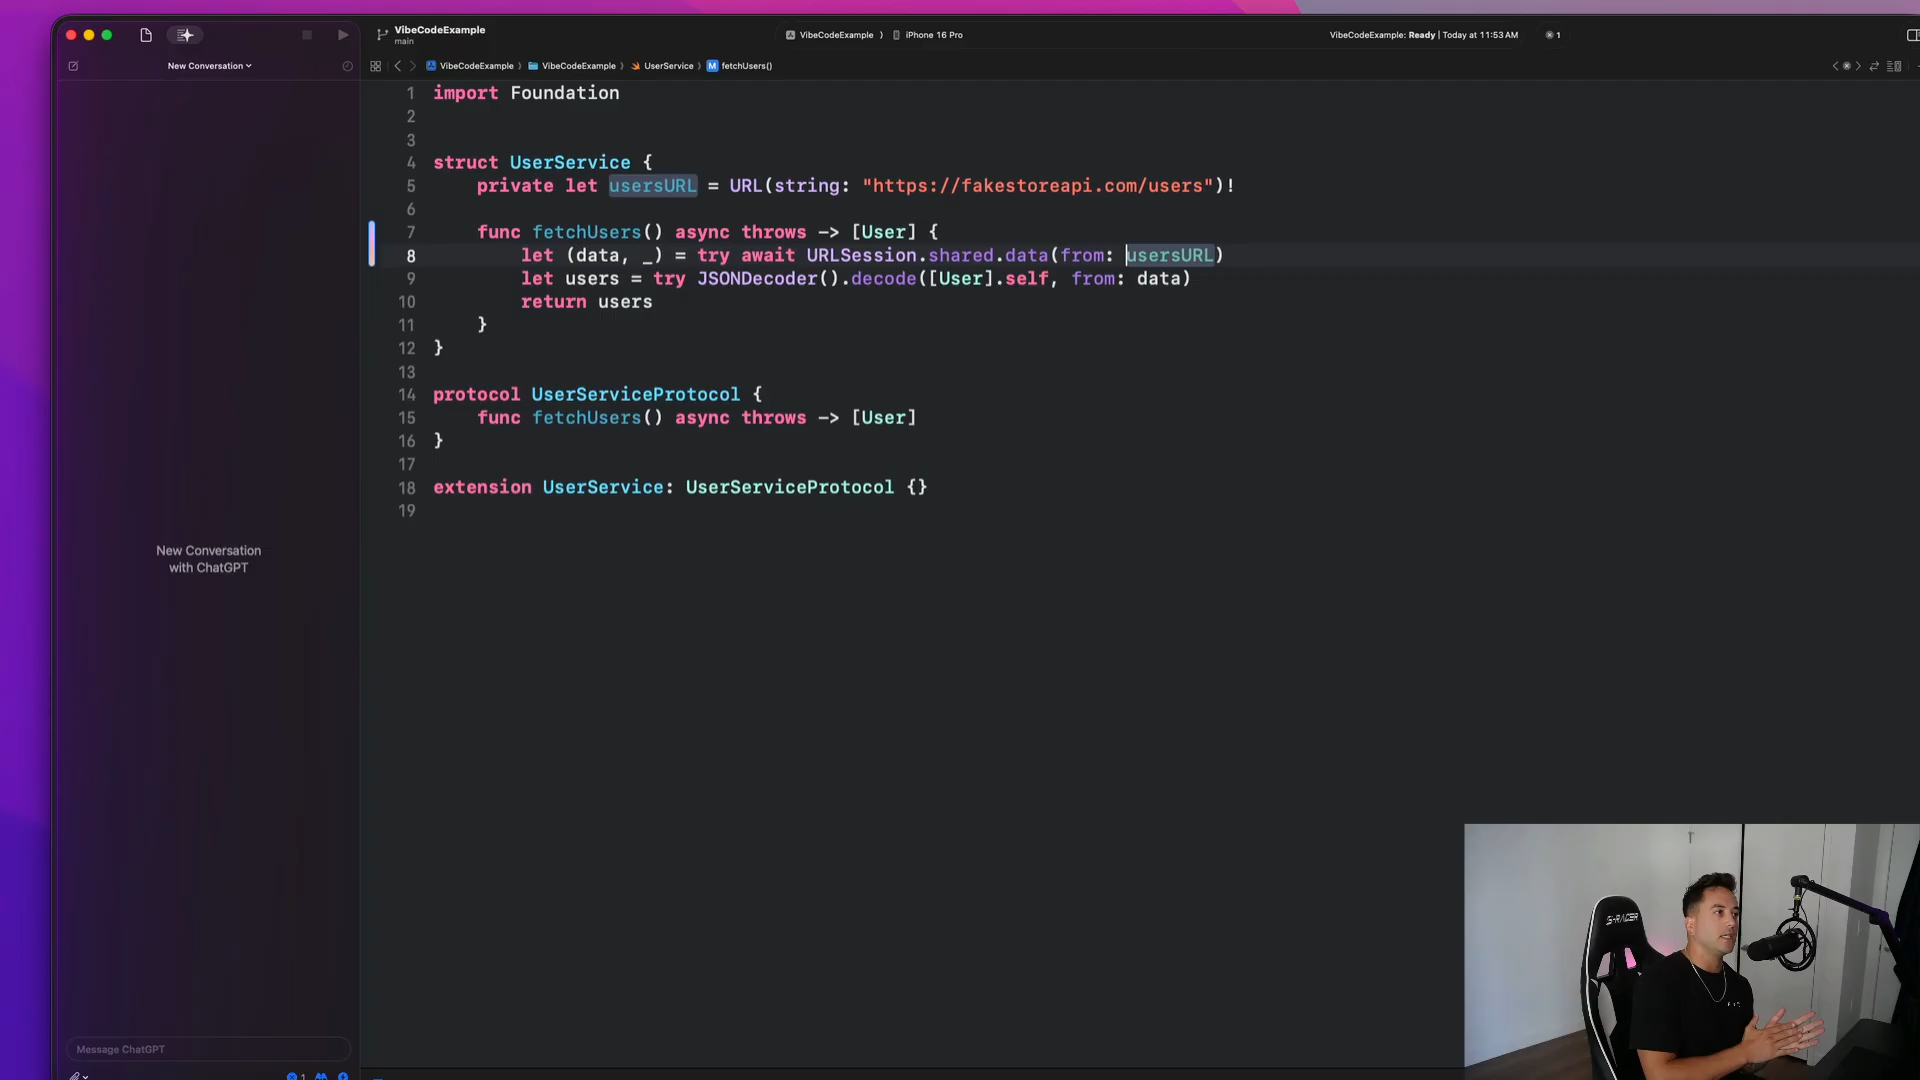 VibeCodeExample
main
VibeCodeExample
iPhone 16 Pro
VibeCodeExample: Ready | Today at 11:53 AM
1
New Conversation
VibeCodeExample
VibeCodeExample
UserService
M fetchUsers()
1 import Foundation
2
3
4 struct UserService {
5 private let usersURL = URL(string: "https://fakestoreapi.com/users")!
6
7 func fetchUsers() async throws -> [User] {
8 let (data, _) = try await URLSession.shared.data(from: usersURL)
9 let users = try JSONDecoder().decode([User].self, from: data)
10 return users
11 }
12 }
13
14 protocol UserServiceProtocol {
15 func fetchUsers() async throws -> [User]
16 }
17
18 extension UserService: UserServiceProtocol {}
19
New Conversation
with ChatGPT
Message ChatGPT
1
S-RACER